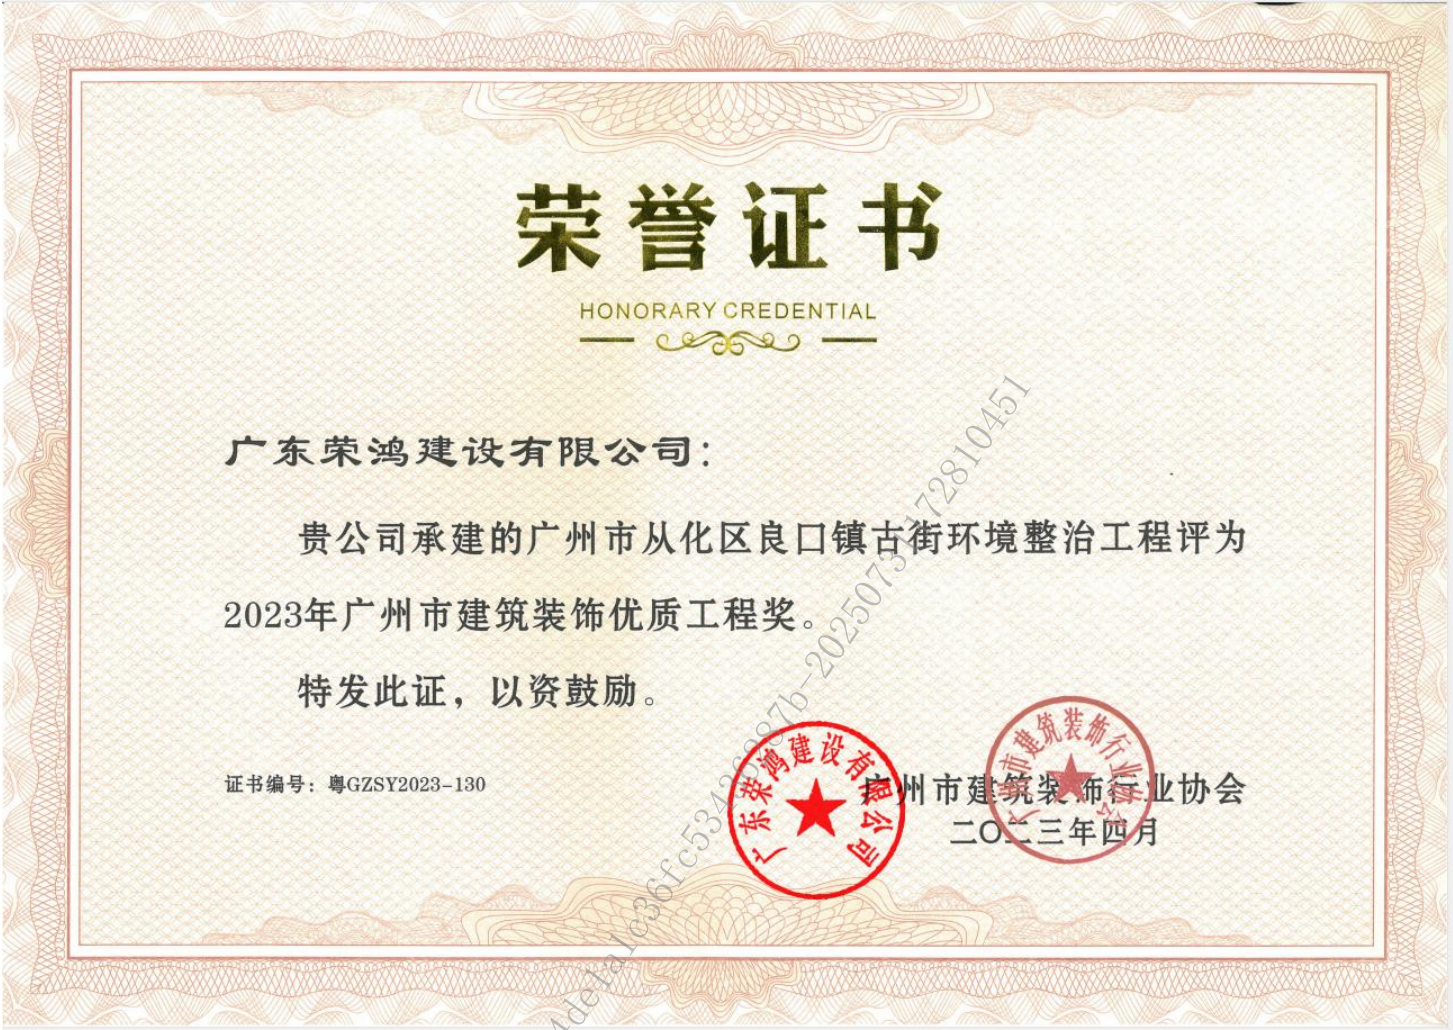 荣誉证书
HONORARY CREDENTIAL
广东荣鸿建设有限公司：
贵公司承建的广州市从化区良口镇古街环境整治工程评为
2023年广州市建筑装饰优质工程奖。
特发此证，以资鼓励。
证书编号：粤GZSY2023-130
广州市建筑装饰行业协会
二〇二三年四月
广东荣鸿建设有限公司
广州市建筑装饰行业协会